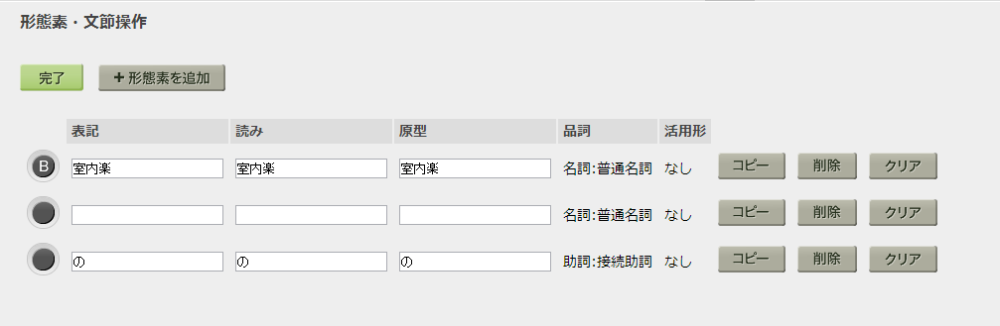 形態素・文節操作
完了 +形態素を追加
表記 読み 原型 品詞 活用形
B 室内楽 室内楽 室内楽 名詞:普通名詞 なし コピー 削除 クリア
名詞:普通名詞 なし コピー 削除 クリア
の の の 助詞:接続助詞 なし コピー 削除 クリア